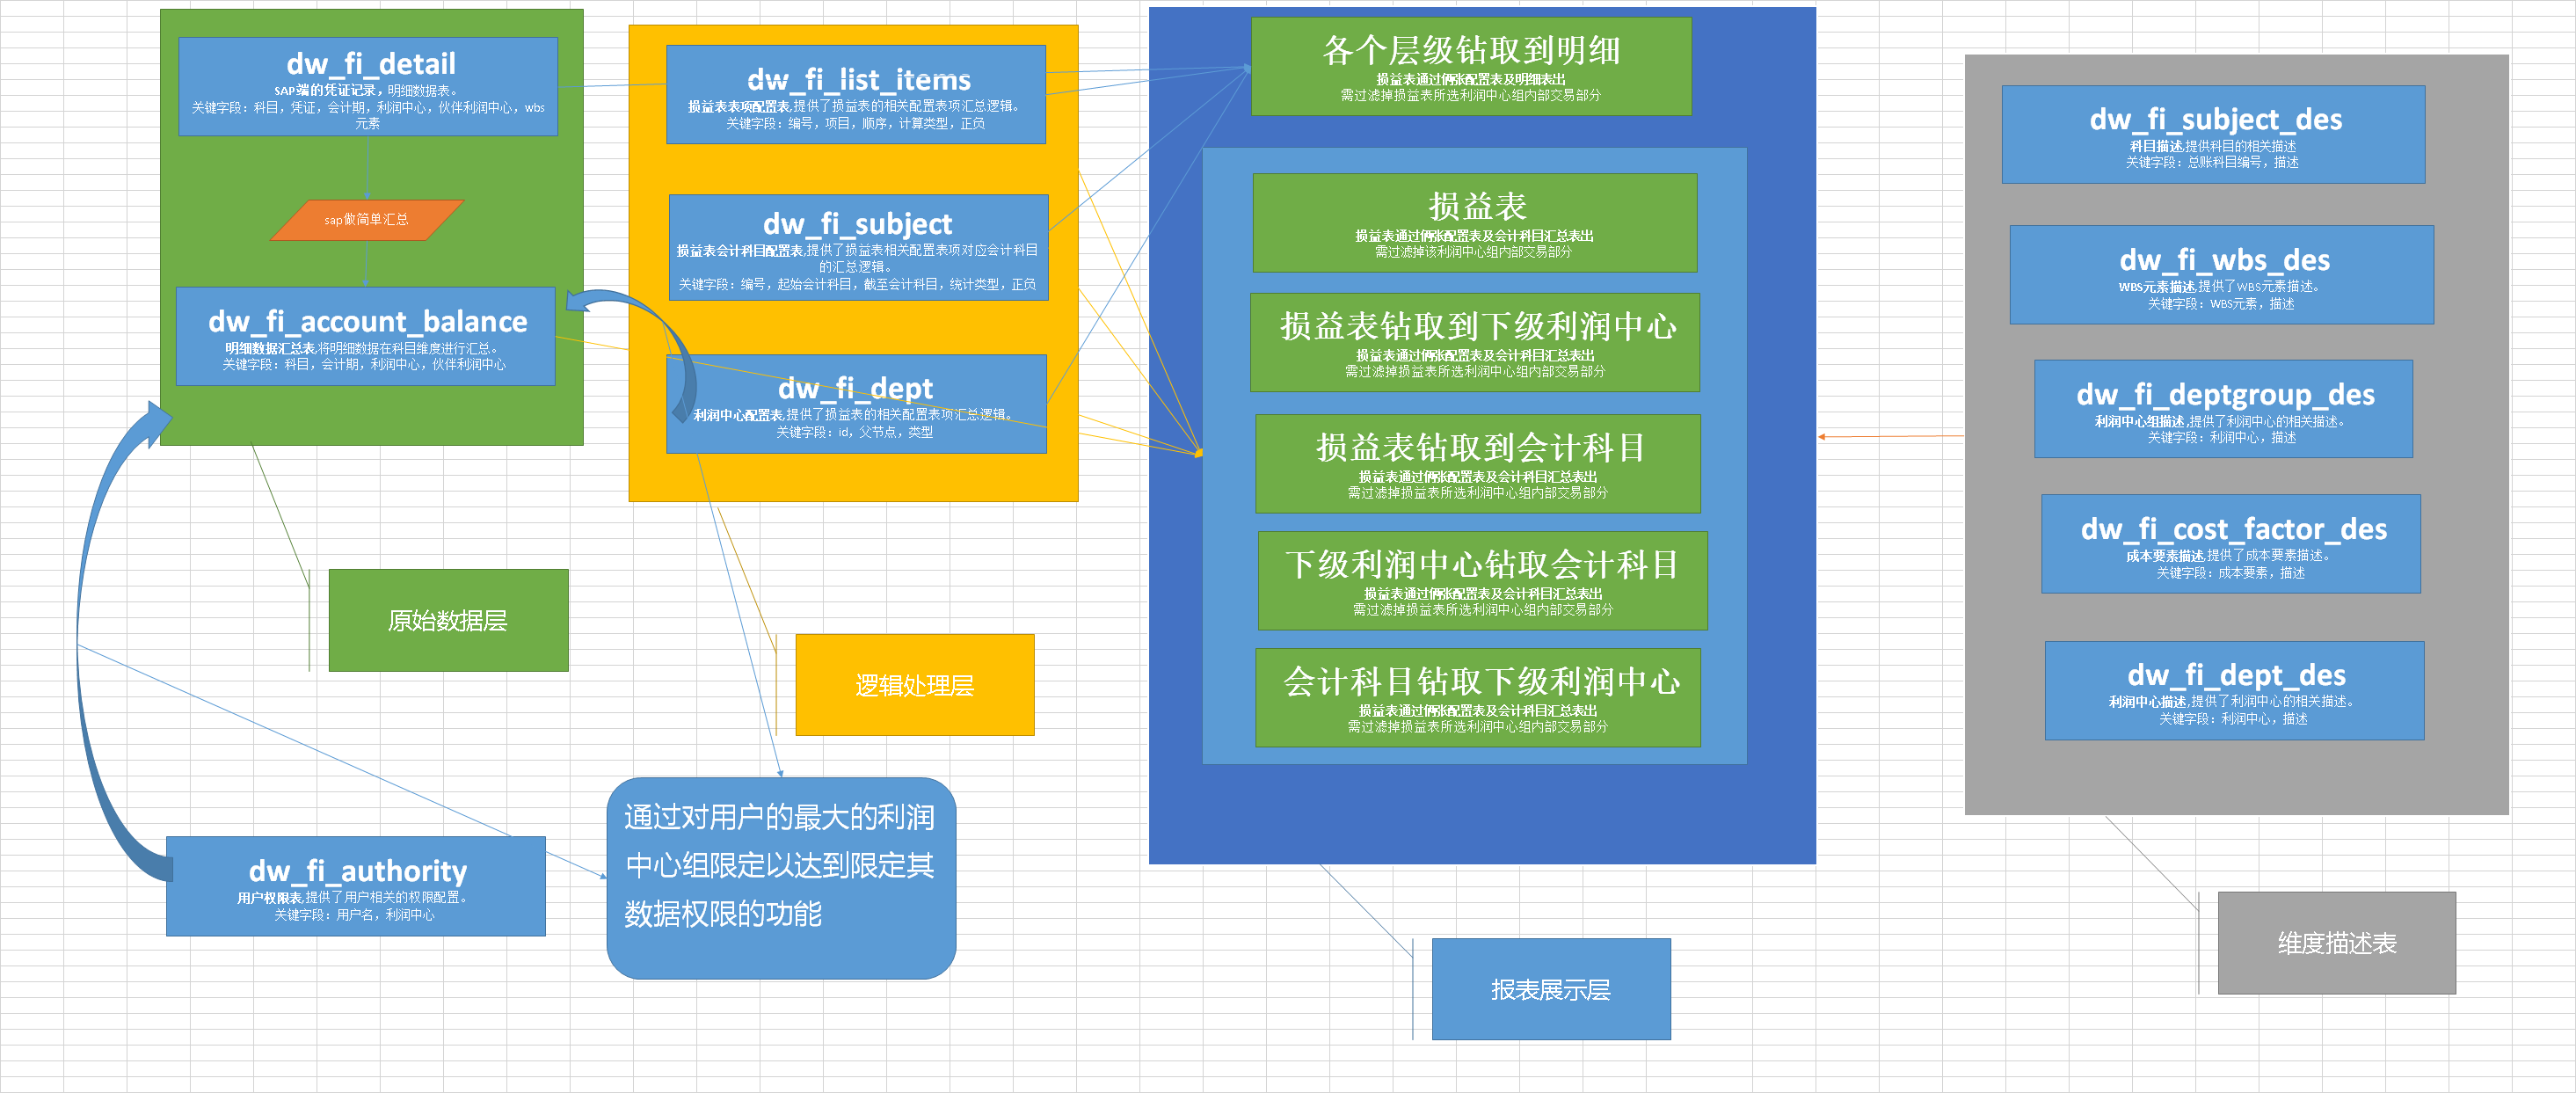 dw_fi_detail
SAP端的凭证记录，明细数据表。
关键字段：科目，凭证，会计期，利润中心，伙伴利润中心，wbs
元素
sap做简单汇总
dw_fi_account_balance
明细数据汇总表,将明细数据在科目维度进行汇总。
关键字段：科目，会计期，利润中心，伙伴利润中心
原始数据层
dw_fi_authority
用户权限表,提供了用户相关的权限配置。
关键字段：用户名，利润中心
dw_fi_list_items
损益表表项配置表,提供了损益表的相关配置表项汇总逻辑。
关键字段：编号，项目，顺序，计算类型，正负
dw_fi_subject
损益表会计科目配置表,提供了损益表相关配置表项对应会计科目
的汇总逻辑。
关键字段：编号，起始会计科目，截至会计科目，统计类型，正负
dw_fi_dept
利润中心配置表,提供了损益表的相关配置表项汇总逻辑。
关键字段：id，父节点，类型
逻辑处理层
通过对用户的最大的利润
中心组限定以达到限定其
数据权限的功能
各个层级钻取到明细
损益表通过俩张配置表及明细表出
需过滤掉损益表所选利润中心组内部交易部分
损益表
损益表通过俩张配置表及会计科目汇总表出
需过滤掉该利润中心组内部交易部分
损益表钻取到下级利润中心
损益表通过俩张配置表及会计科目汇总表出
需过滤掉损益表所选利润中心组内部交易部分
损益表钻取到会计科目
损益表通过俩张配置表及会计科目汇总表出
需过滤掉损益表所选利润中心组内部交易部分
下级利润中心钻取会计科目
损益表通过俩张配置表及会计科目汇总表出
需过滤掉损益表所选利润中心组内部交易部分
会计科目钻取下级利润中心
损益表通过俩张配置表及会计科目汇总表出
需过滤掉损益表所选利润中心组内部交易部分
报表展示层
dw_fi_subject_des
科目描述,提供科目的相关描述
关键字段：总账科目编号，描述
dw_fi_wbs_des
WBS元素描述,提供了WBS元素描述。
关键字段：WBS元素，描述
dw_fi_deptgroup_des
利润中心组描述,提供了利润中心的相关描述。
关键字段：利润中心，描述
dw_fi_cost_factor_des
成本要素描述,提供了成本要素描述。
关键字段：成本要素，描述
dw_fi_dept_des
利润中心描述,提供了利润中心的相关描述。
关键字段：利润中心，描述
维度描述表